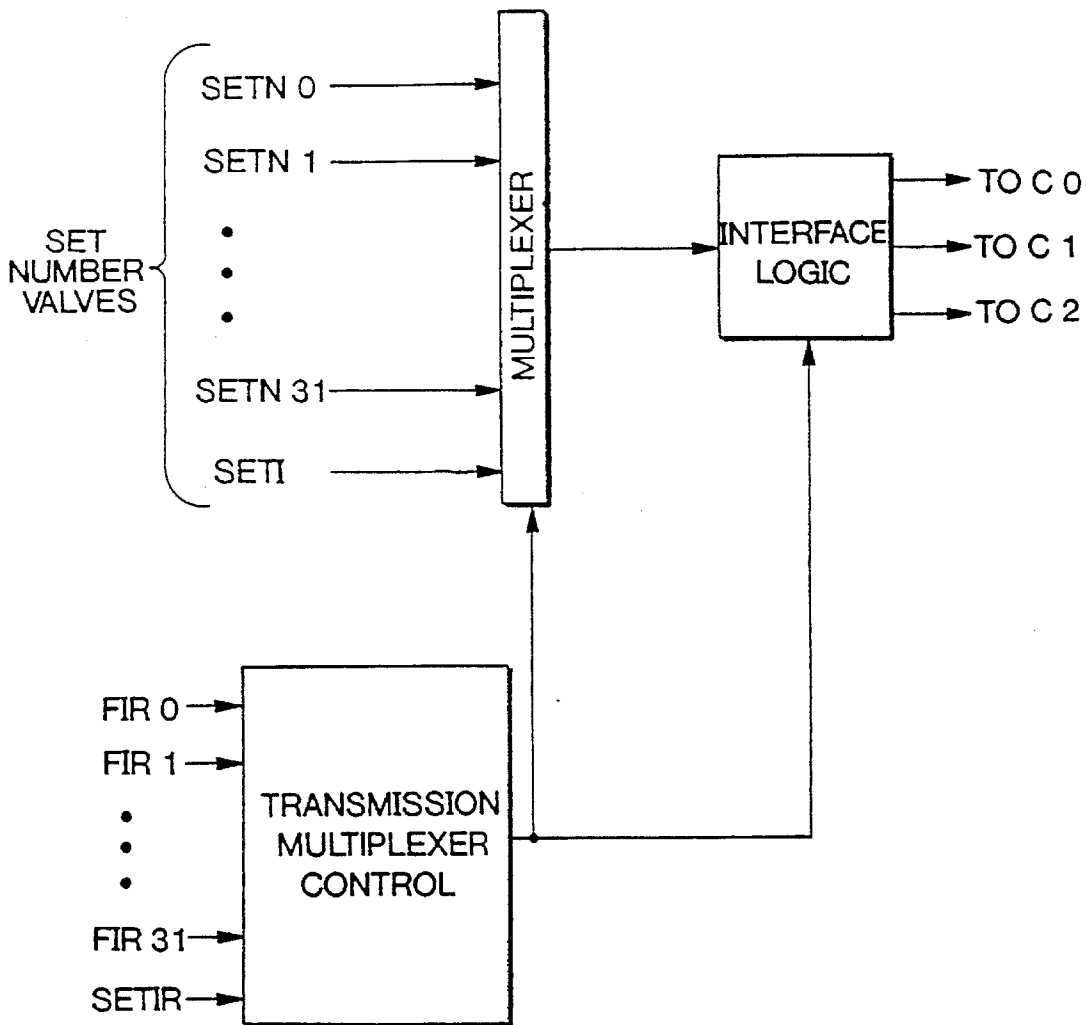 SET
NUMBER
VALVES
SETN 0
SETN 1
SETN 31
SETI
MULTIPLEXER
INTERFACE
LOGIC
TO C 0
TO C 1
TO C 2
FIR 0
FIR 1
FIR 31
SETIR
TRANSMISSION
MULTIPLEXER
CONTROL